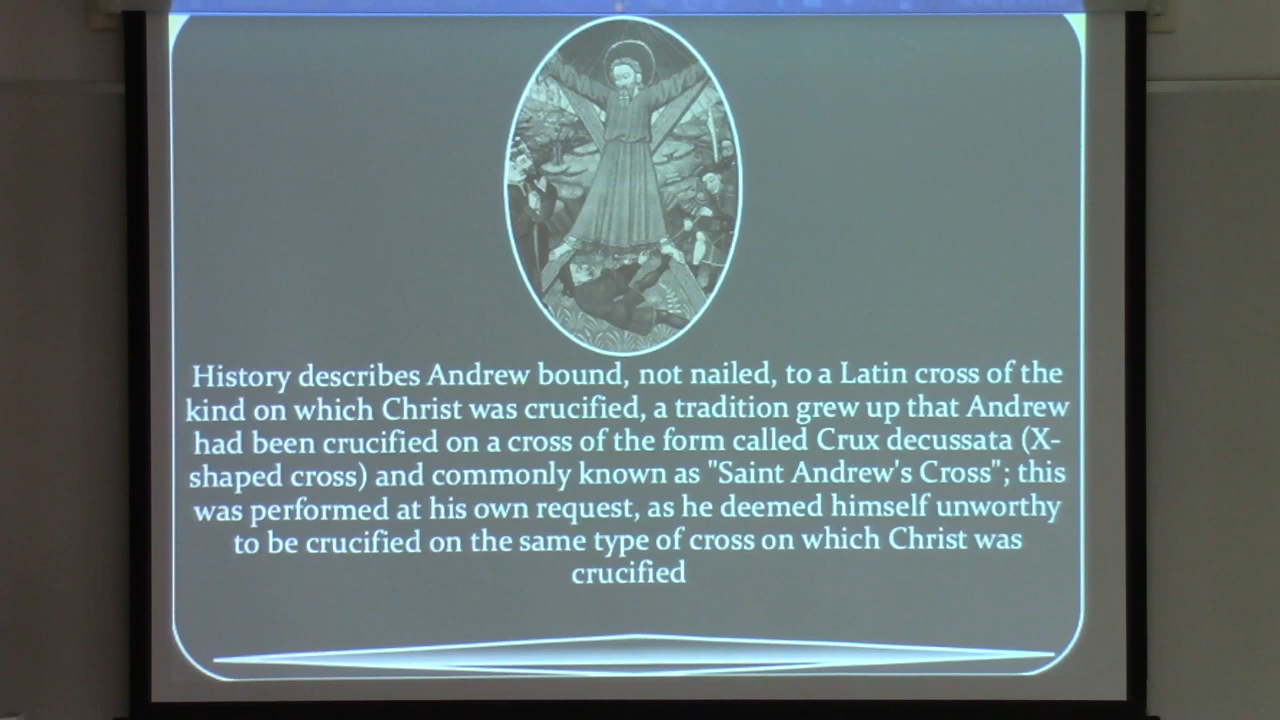 History describes Andrew bound, not nailed, to a Latin cross of the
kind on which Christ was crucified, a tradition grew up that Andrew
had been crucified on a cross of the form called Crux decussata (X-
shaped cross) and commonly known as "Saint Andrew's Cross"; this
was performed at his own request, as he deemed himself unworthy
to be crucified on the same type of cross on which Christ was
crucified